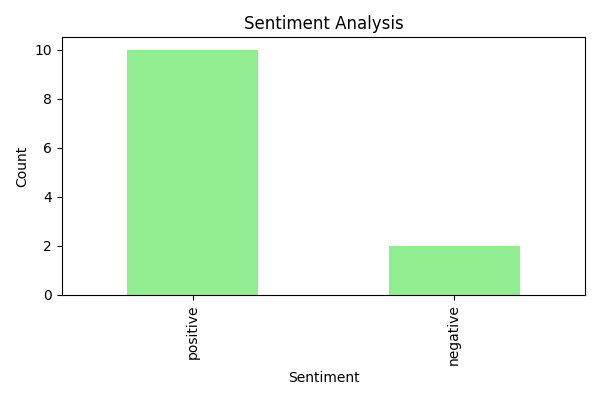 Sentiment Analysis
Count
10
8
6
4
2
0
positive
negative
Sentiment